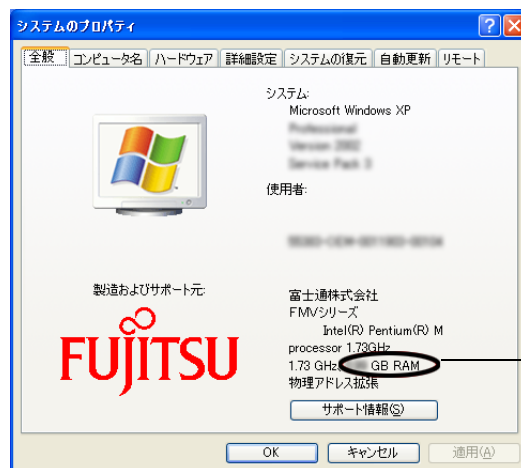 システムのプロパティ
全般 コンピュータ名 ハードウェア 詳細設定 システムの復元 自動更新 リモート
システム:
Microsoft Windows XP
使用者:
製造およびサポート元:
FUJITSU
富士通株式会社
FMVシリーズ
Intel(R) Pentium(R) M
processor 1.73GHz
1.73 GHz, GB RAM
物理アドレス拡張
サポート情報(S)
OK キャンセル 適用(A)